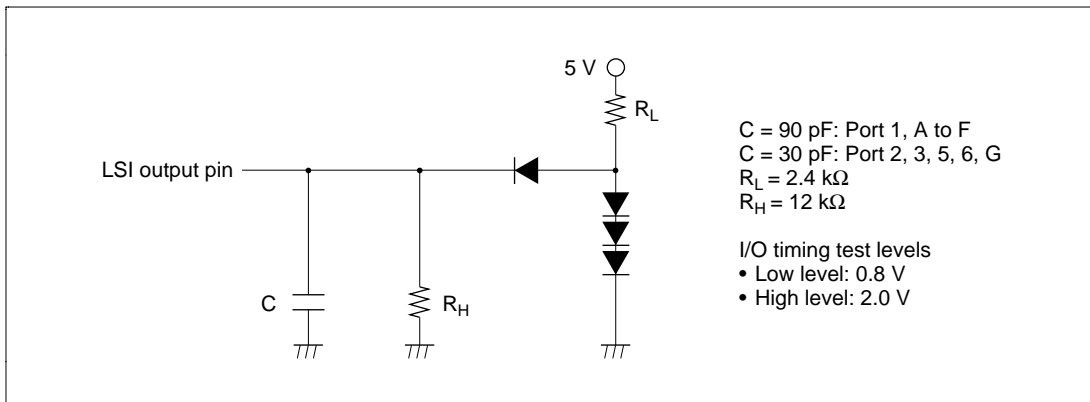 5 V
R_L
LSI output pin
C
R_H
C = 90 pF: Port 1, A to F
C = 30 pF: Port 2, 3, 5, 6, G
R_L = 2.4 kΩ
R_H = 12 kΩ
I/O timing test levels
• Low level: 0.8 V
• High level: 2.0 V